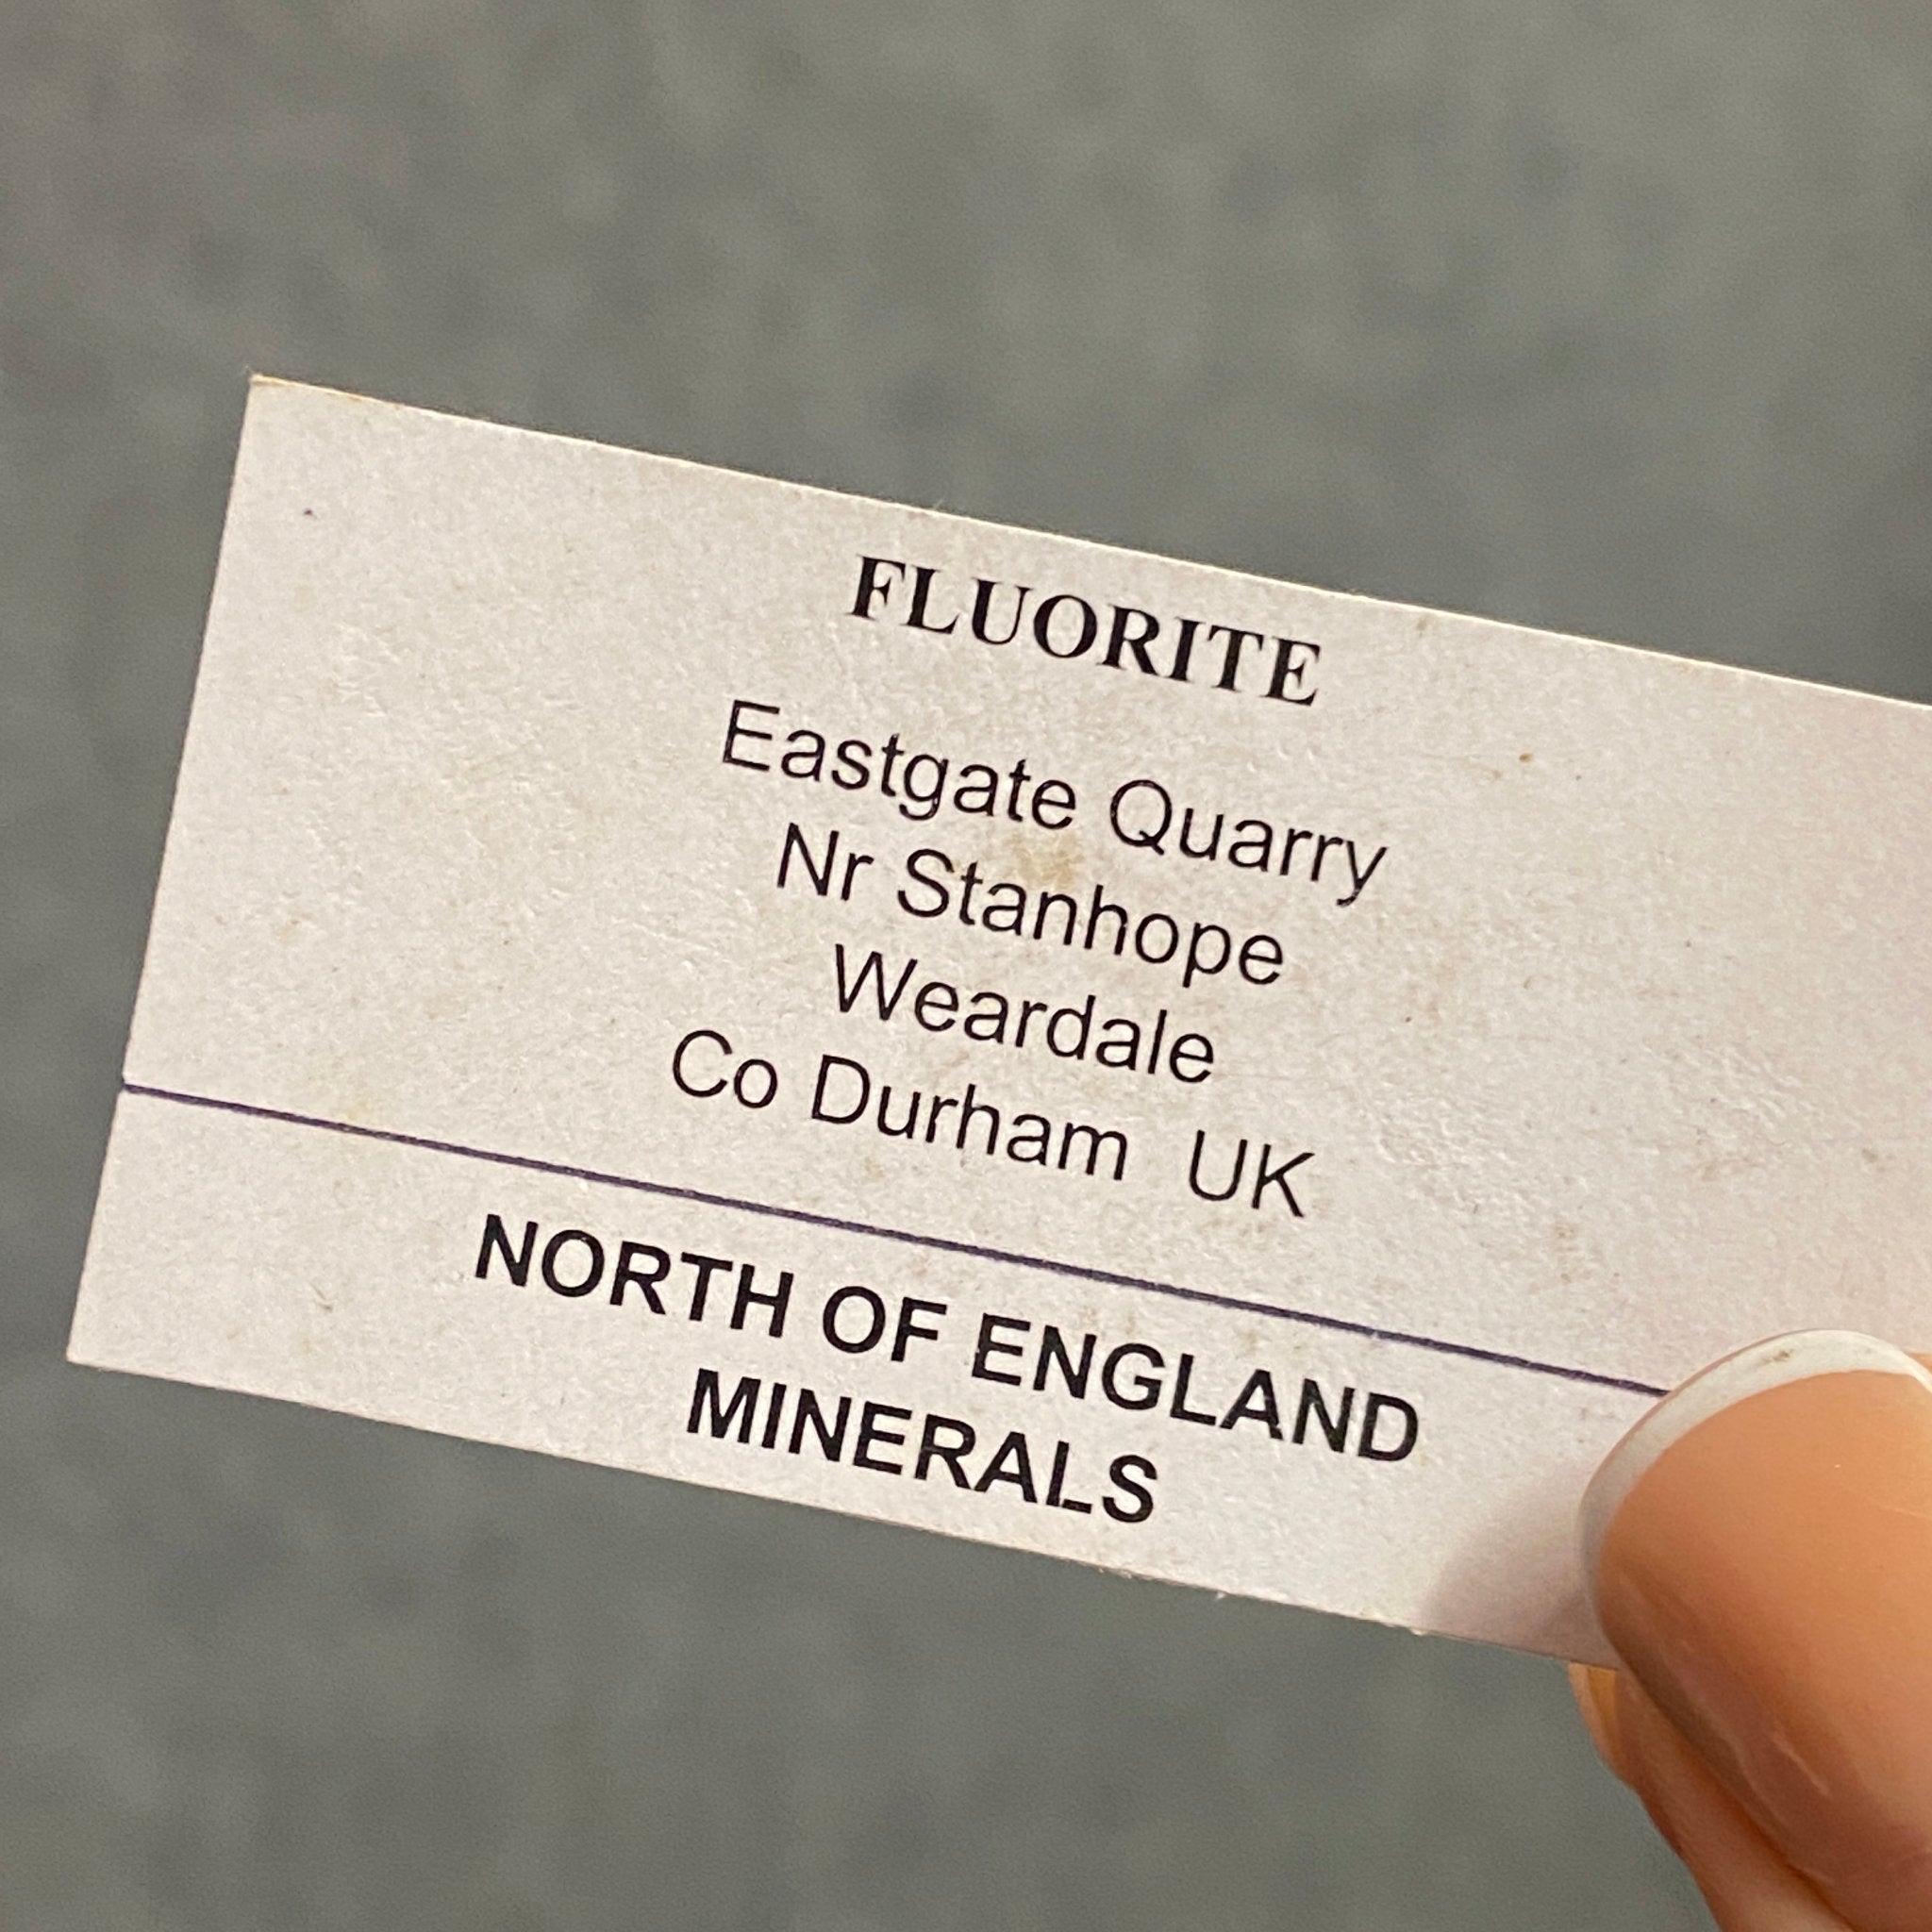 FLUORITE
Eastgate Quarry
Nr Stanhope
Weardale
Co Durham  UK
NORTH OF ENGLAND
MINERALS